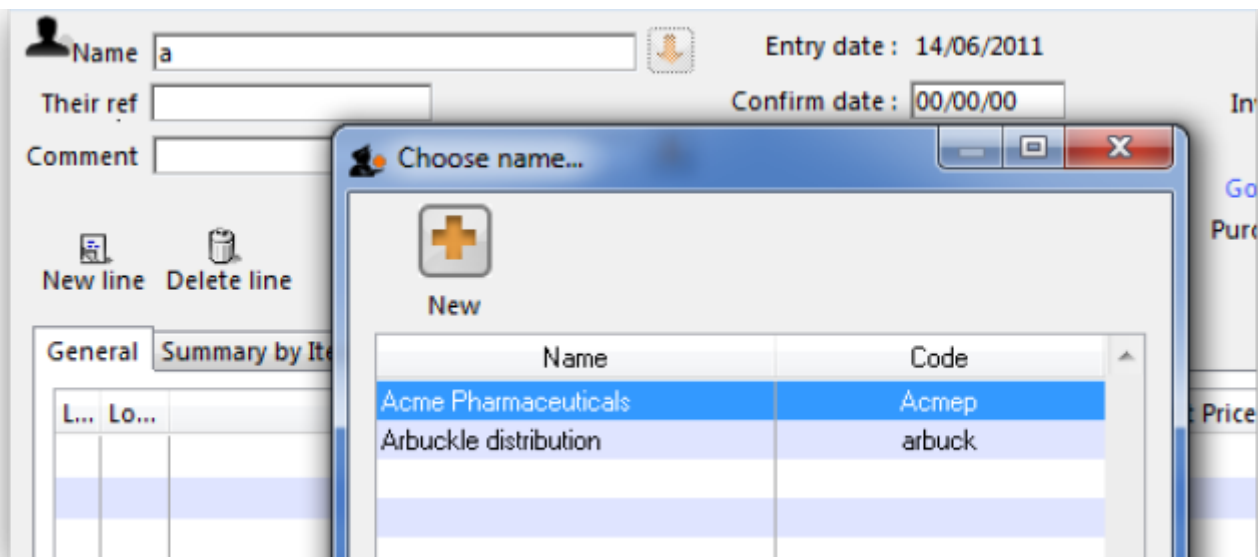 Name a Entry date : 14/06/2011
Their ref Confirm date : 00/00/00
Comment
Choose name...
New line Delete line
New
General Summary by
Name Code
L... Lo...
Acme Pharmaceuticals Acmep
Price
Arbuckle distribution arbuck